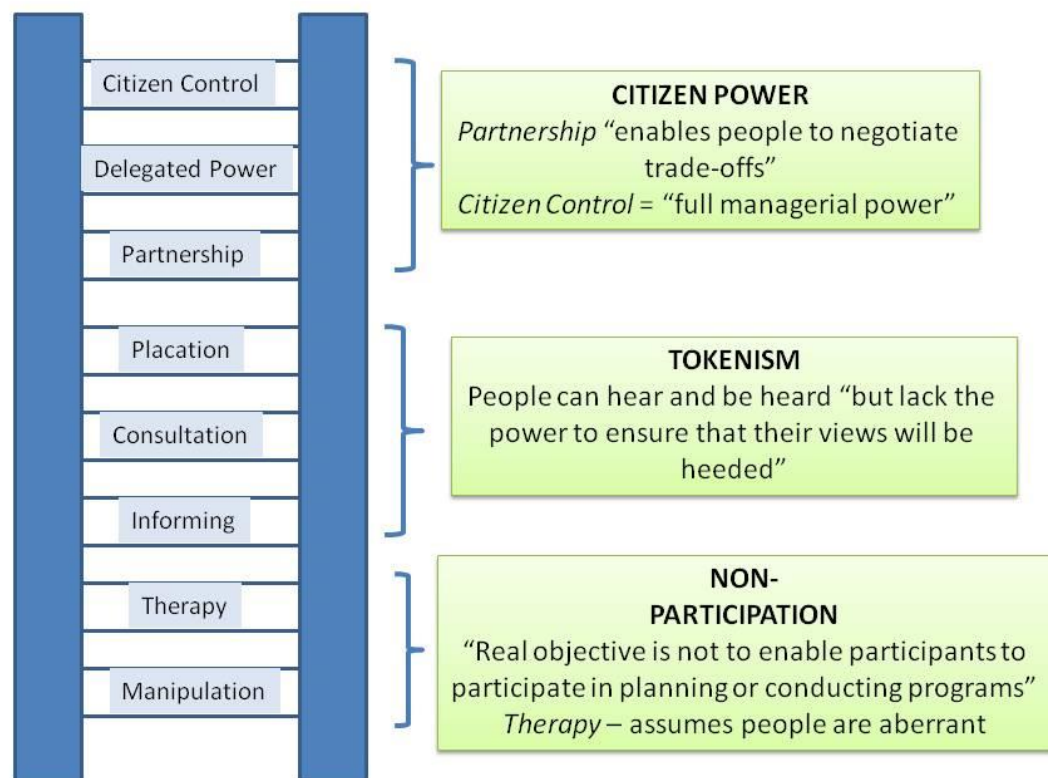 Citizen Control
Delegated Power
Partnership
Placation
Consultation
Informing
Therapy
Manipulation
CITIZEN POWER
Partnership “enables people to negotiate
trade-offs”
Citizen Control = “full managerial power”
TOKENISM
People can hear and be heard “but lack the
power to ensure that their views will be
heeded”
NON-
PARTICIPATION
“Real objective is not to enable participants to
participate in planning or conducting programs”
Therapy – assumes people are aberrant